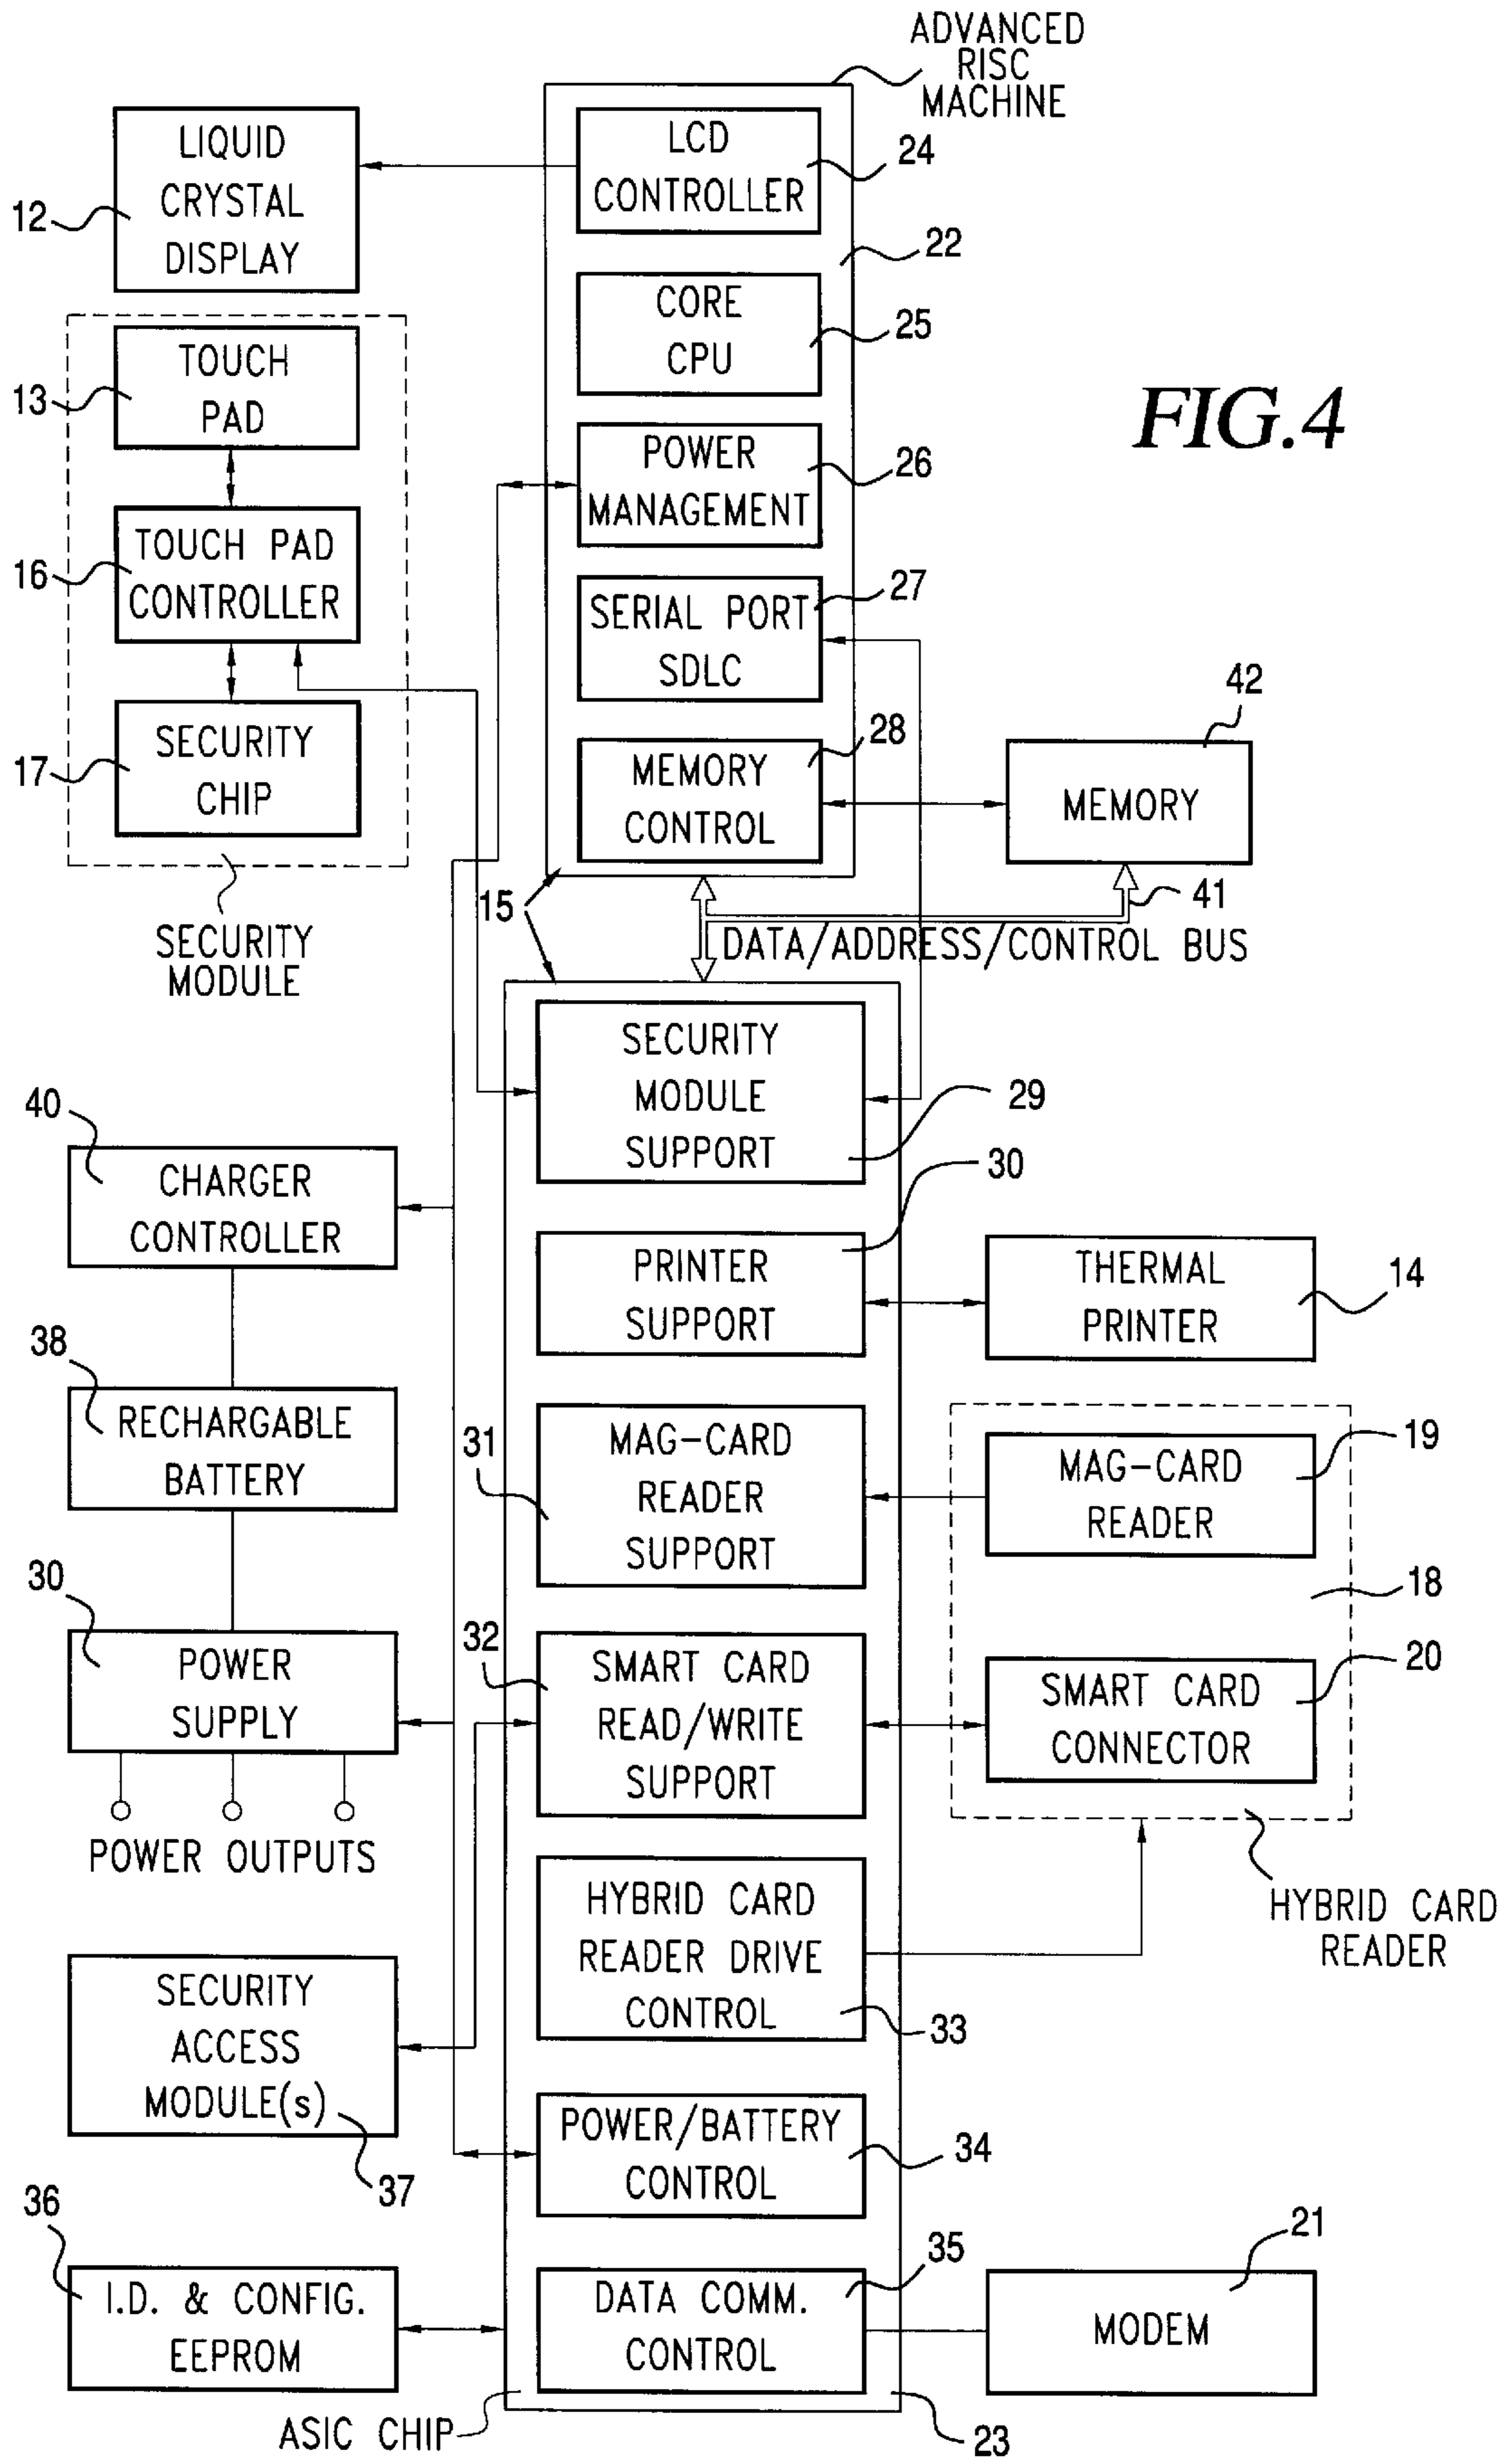 ADVANCED
RISC
MACHINE
LIQUID
CRYSTAL
DISPLAY
12
LCD
CONTROLLER
24
22
CORE
CPU
25
FIG.4
TOUCH
PAD
13
POWER
MANAGEMENT
26
TOUCH PAD
CONTROLLER
16
SERIAL PORT
SDLC
27
SECURITY
CHIP
17
MEMORY
CONTROL
28
MEMORY
42
41
15
DATA/ADDRESS/CONTROL BUS
SECURITY
MODULE
SECURITY
MODULE
SUPPORT
29
40
CHARGER
CONTROLLER
30
PRINTER
SUPPORT
THERMAL
PRINTER
14
38
RECHARGABLE
BATTERY
31
MAG-CARD
READER
SUPPORT
MAG-CARD
READER
19
18
30
POWER
SUPPLY
POWER OUTPUTS
32
SMART CARD
READ/WRITE
SUPPORT
SMART CARD
CONNECTOR
20
HYBRID CARD
READER
HYBRID CARD
READER DRIVE
CONTROL
33
SECURITY
ACCESS
MODULE(s)
37
POWER/BATTERY
CONTROL
34
36
I.D. & CONFIG.
EEPROM
DATA COMM.
CONTROL
35
MODEM
21
ASIC CHIP
23